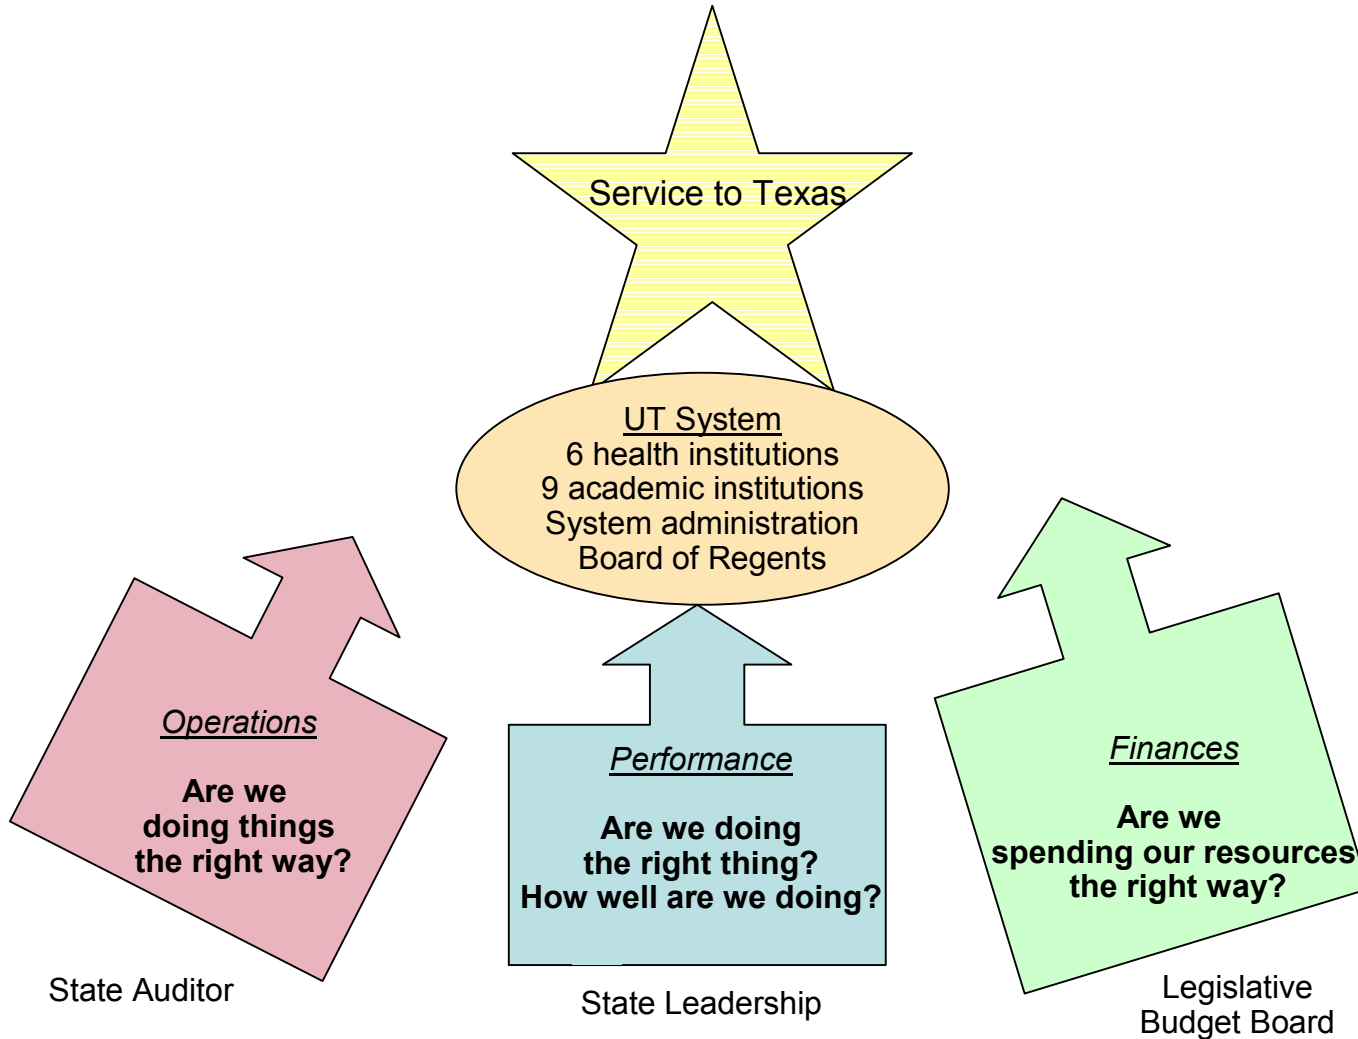 Service to Texas
UT System
6 health institutions
9 academic institutions
System administration
Board of Regents
Operations
Are we
doing things
the right way?
State Auditor
Performance
Are we doing
the right thing?
How well are we doing?
State Leadership
Finances
Are we
spending our resources
the right way?
Legislative
Budget Board